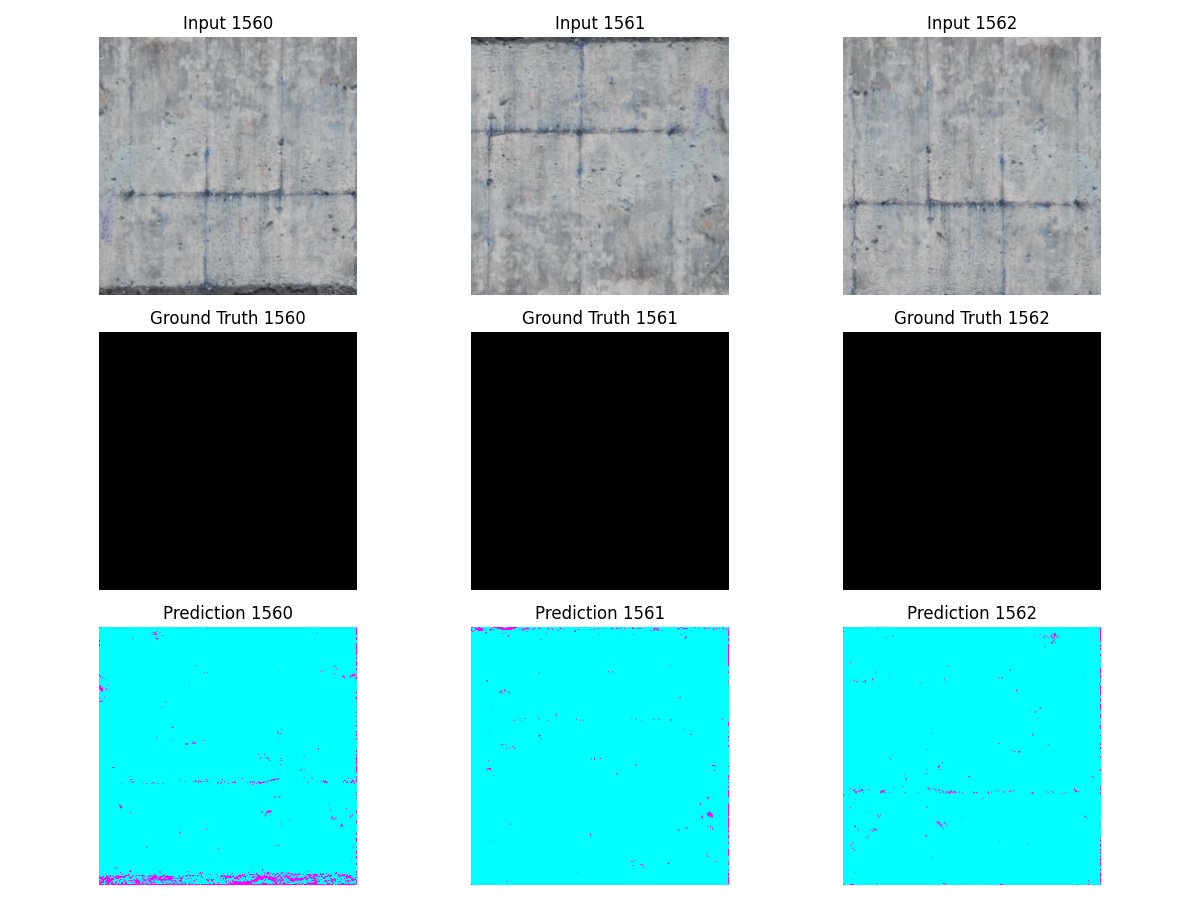 Input 1560
Input 1561
Input 1562
Ground Truth 1560
Ground Truth 1561
Ground Truth 1562
Prediction 1560
Prediction 1561
Prediction 1562